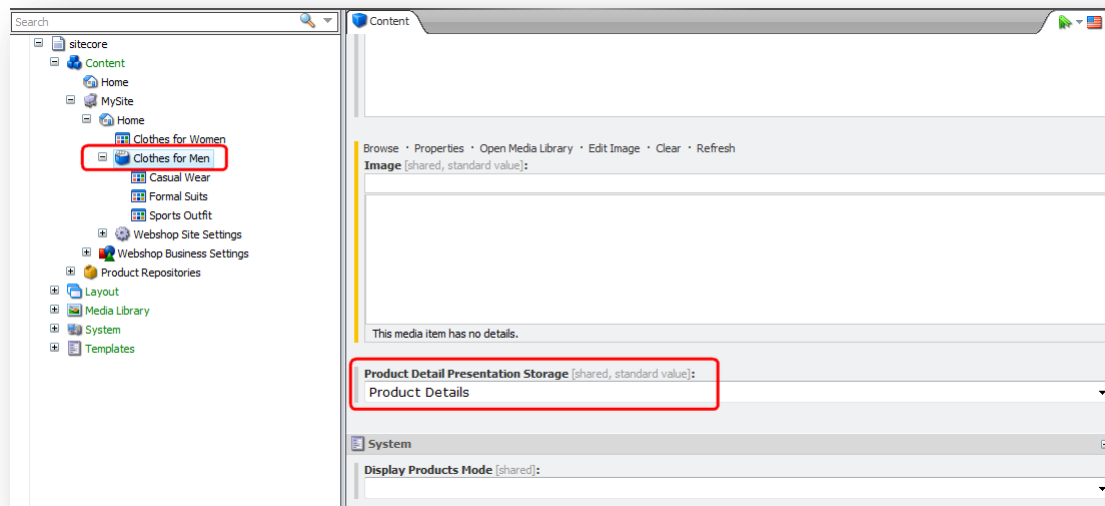 Search
sitecore
Content
Home
MySite
Home
Clothes for Women
Clothes for Men
Casual Wear
Formal Suits
Sports Outfit
Webshop Site Settings
Webshop Business Settings
Product Repositories
Layout
Media Library
System
Templates
Content
Browse · Properties · Open Media Library · Edit Image · Clear · Refresh
Image [shared, standard value]:
This media item has no details.
Product Detail Presentation Storage [shared, standard value]:
Product Details
System
Display Products Mode [shared]: